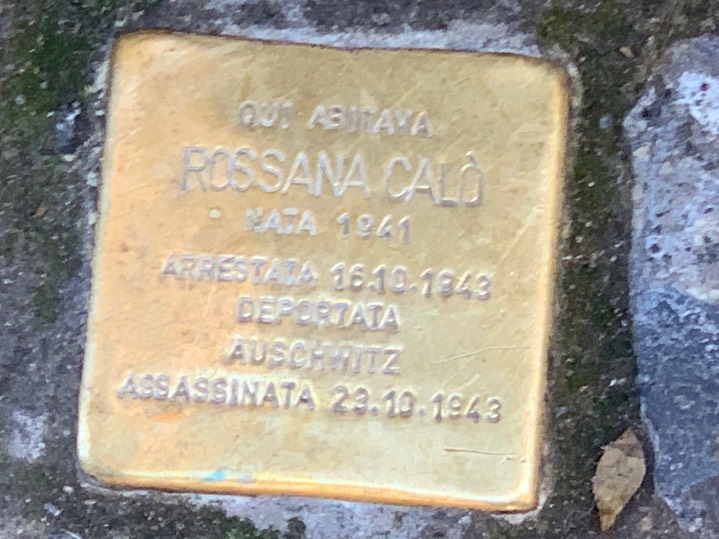 QUI ABITAVA
ROSSANA CALÒ
NATA 1941
ARRESTATA 16.10.1943
DEPORTATA
AUSCHWITZ
ASSASSINATA 23.10.1943